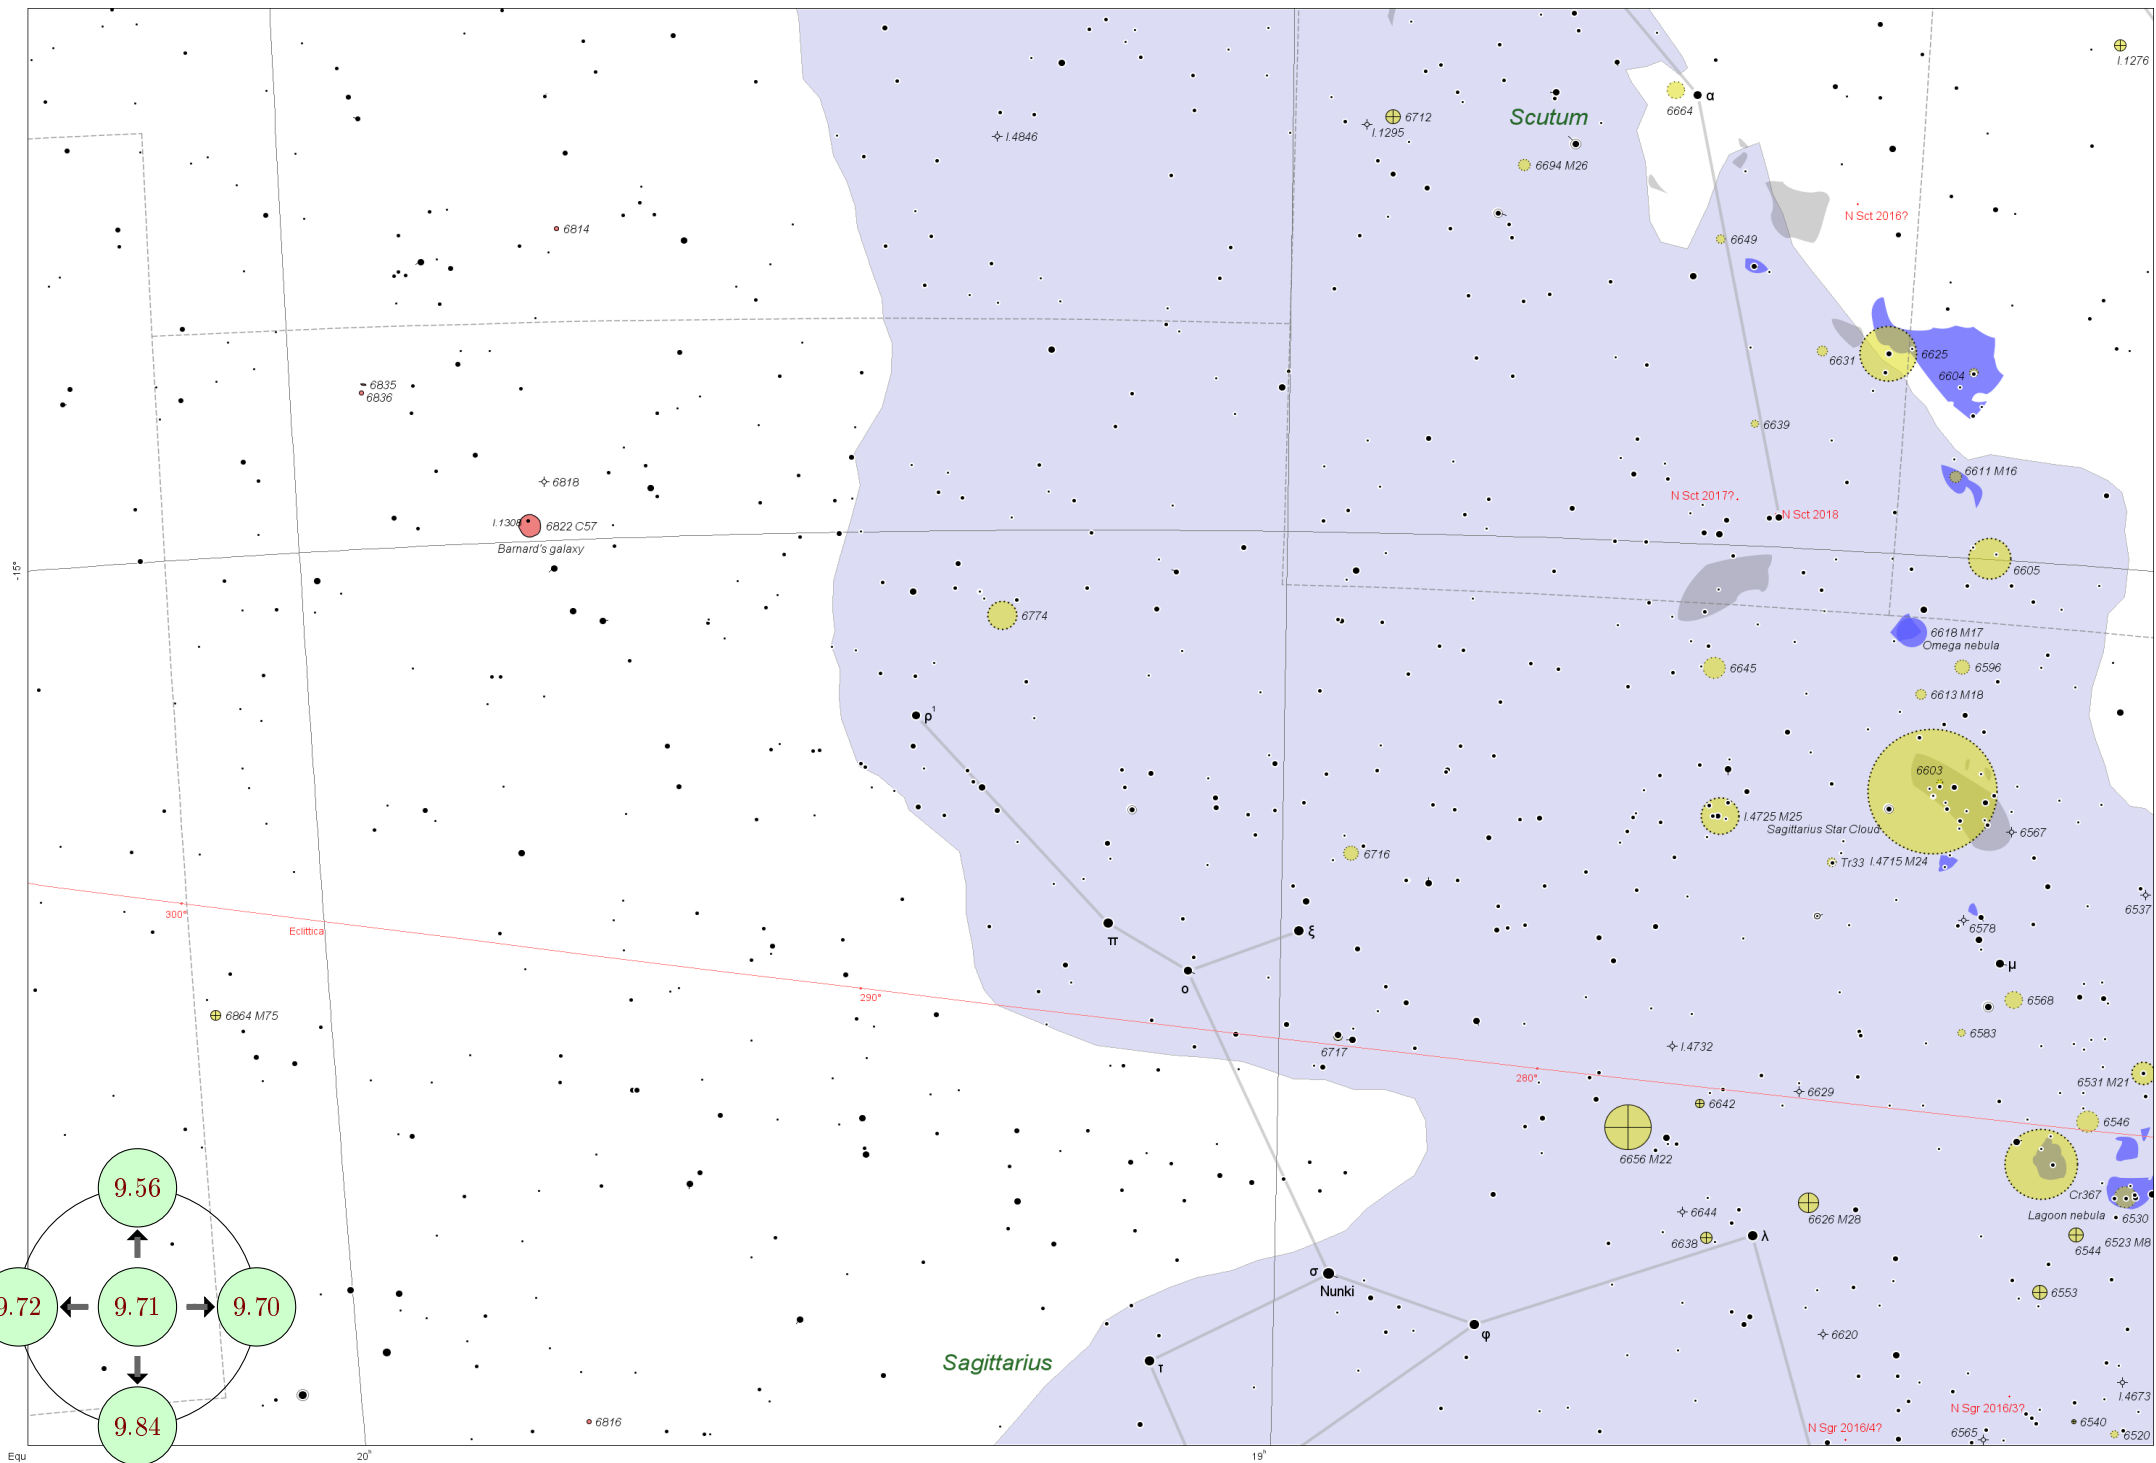 I.1276
6664
α
6712
Scutum
I.1295
I.4846
6694 M26
N Sct 2016?
6814
6649
6631
6625
6604
6835
6836
6639
6611 M16
6818
N Sct 2017?
N Sct 2018
I.1308
6822 C57
Barnard's galaxy
-15°
6605
6774
6618 M17
Omega nebula
6645
6596
6613 M18
ρ1
6603
I.4725 M25
Sagittarius Star Cloud
6567
6716
Tr33
I.4715 M24
300°
6537
Eclittica
π
ξ
6578
μ
ο
290°
6568
6864 M75
6583
6717
I.4732
280°
6531 M21
6629
6642
6546
6656 M22
9.56
Cr367
6644
6626 M28
Lagoon nebula
6530
6638
λ
6544
6523 M8
σ
Nunki
9.72
9.71
9.70
6553
φ
6620
Sagittarius
τ
I.4673
N Sgr 2016/3?
9.84
6816
N Sgr 2016/4?
6540
6565
6520
Equ
20h
19h